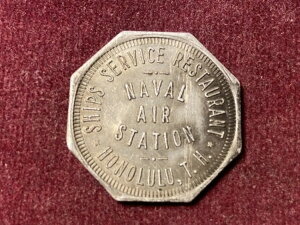 SHIPS SERVICE RESTAURANT
NAVAL
AIR
STATION
HONOLULU, T. H.